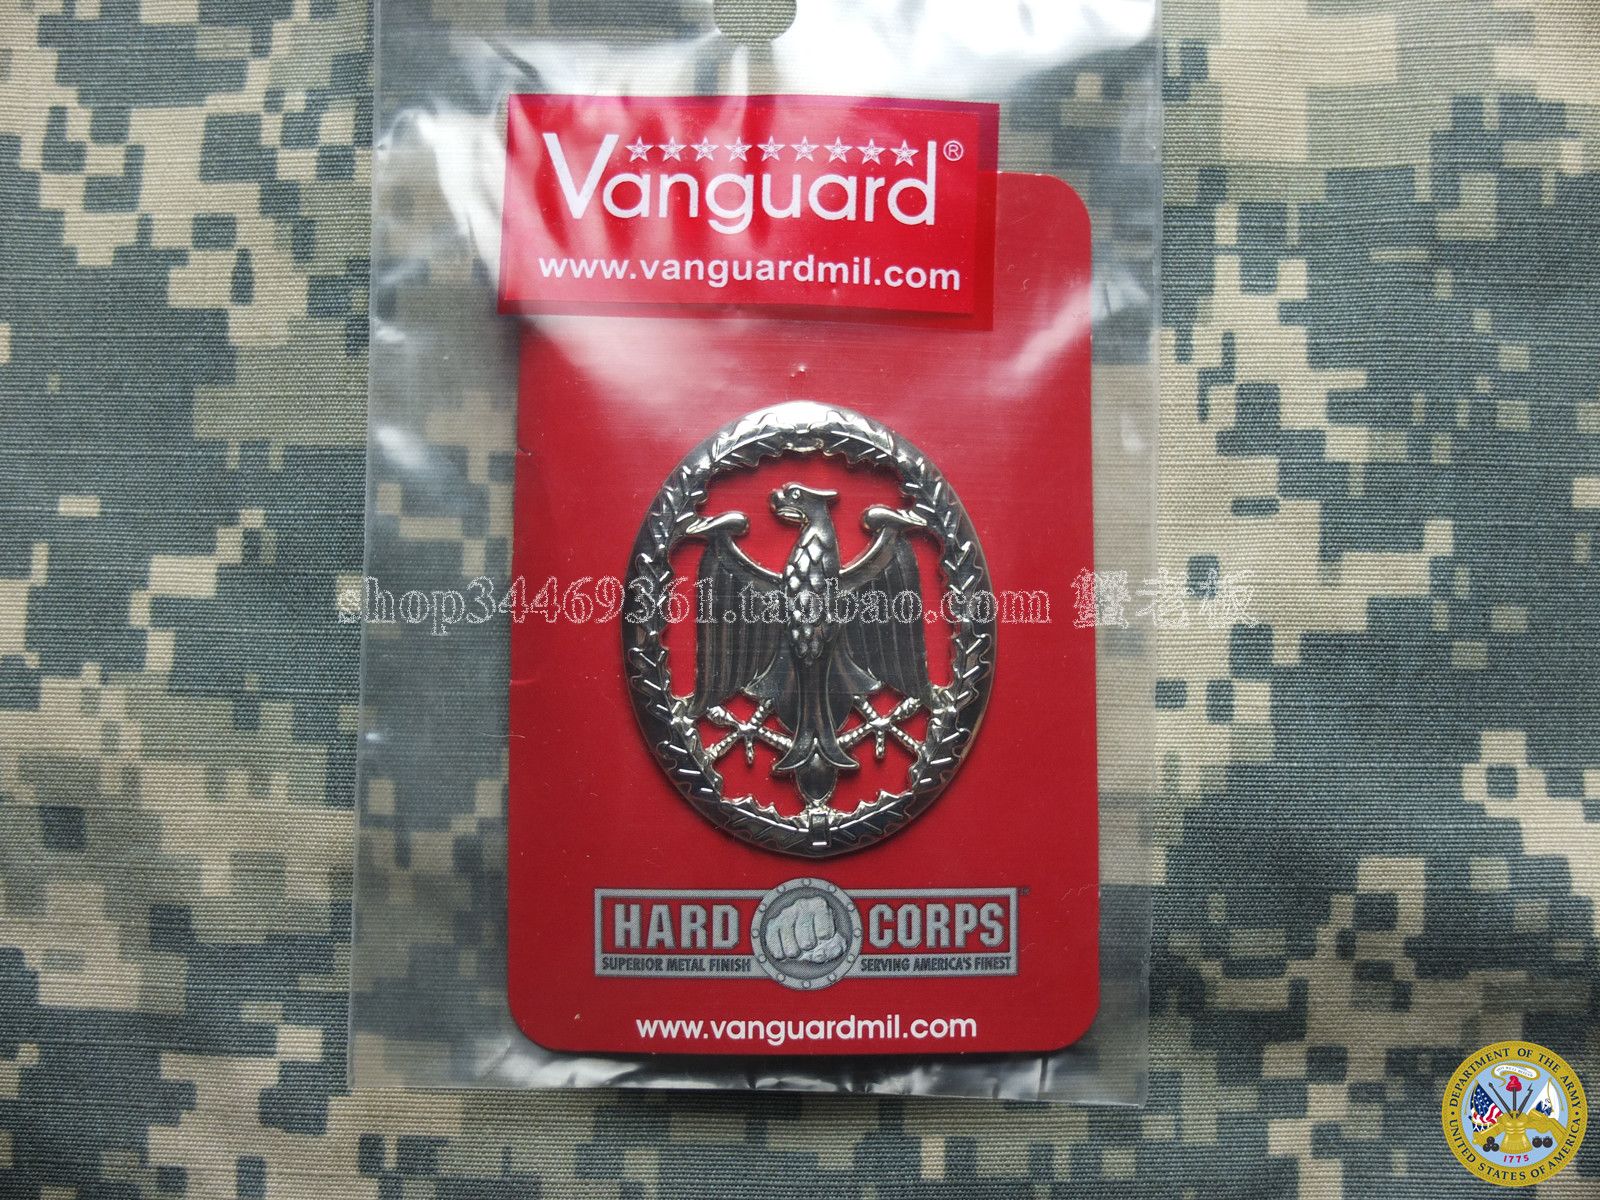 Vanguard®
www.vanguardmil.com
shop34469361.taobao.com 蟹老板
HARD CORPS
SUPERIOR METAL FINISH SERVING AMERICA'S FINEST
www.vanguardmil.com
DEPARTMENT OF THE ARMY
UNITED STATES OF AMERICA
1775